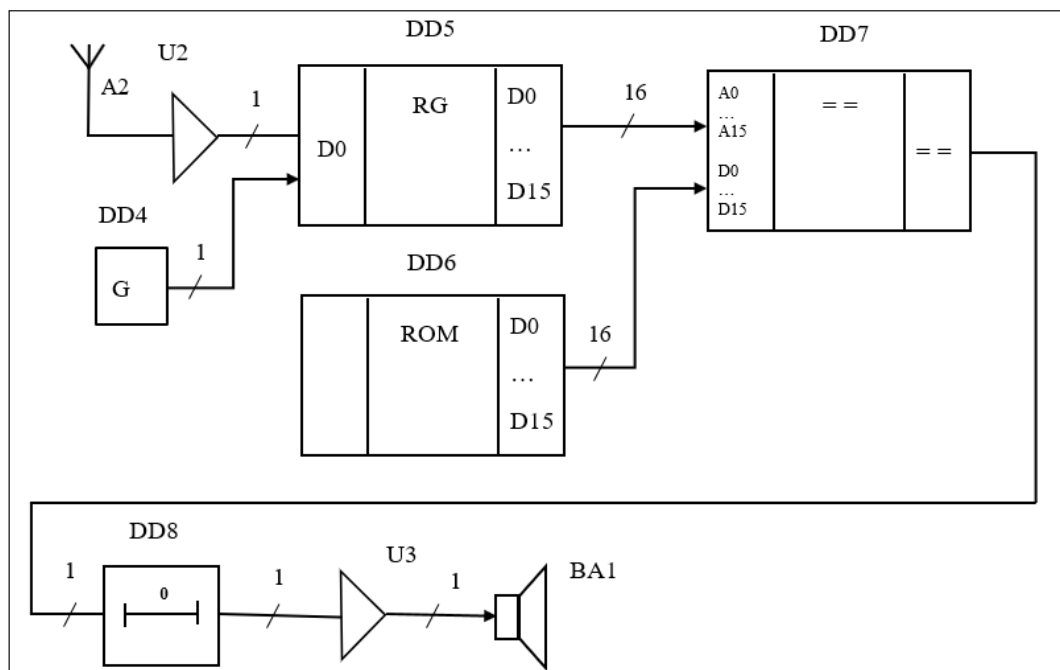 DD5
DD7
U2
A2
1
RG
D0
D0
…
D15
16
A0
…
A15
D0
…
D15
= =
= =
DD4
G
1
DD6
ROM
D0
…
D15
16
DD8
1
0
1
U3
1
BA1